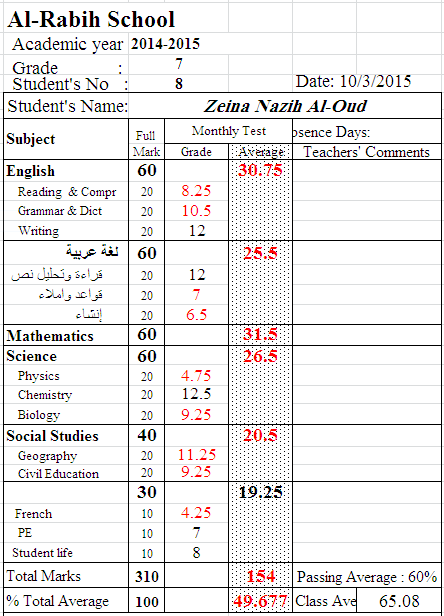 Al-Rabih School
Academic year 2014-2015
Grade : 7
Student's No : 8 Date: 10/3/2015
Student's Name: Zeina Nazih Al-Oud
Subject Full Mark Monthly Test bsence Days:
Grade Average Teachers' Comments
English 60 30.75
Reading & Compr 20 8.25
Grammar & Dict 20 10.5
Writing 20 12
لغة عربية 60 25.5
قراءة وتحليل نص 20 12
قواعد واملاء 20 7
إنشاء 20 6.5
Mathematics 60 31.5
Science 60 26.5
Physics 20 4.75
Chemistry 20 12.5
Biology 20 9.25
Social Studies 40 20.5
Geography 20 11.25
Civil Education 20 9.25
30 19.25
French 10 4.25
PE 10 7
Student life 10 8
Total Marks 310 154 Passing Average : 60%
% Total Average 100 49.677 Class Ave 65.08